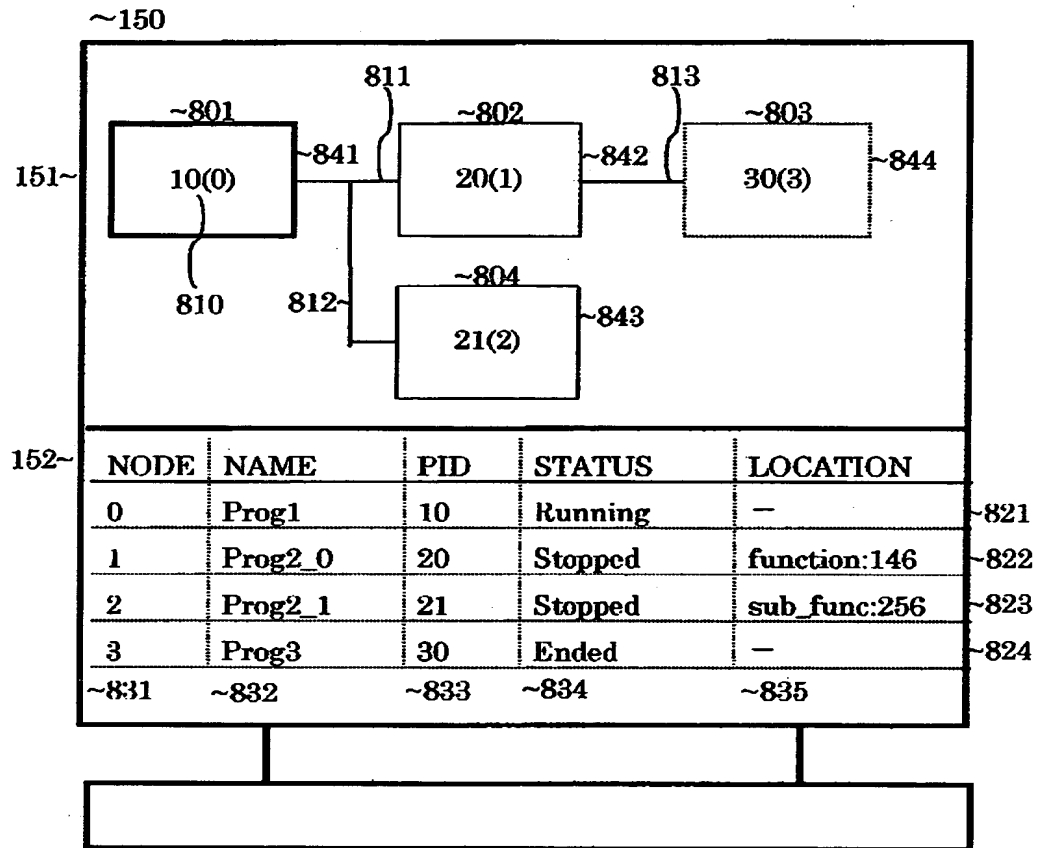 ~150
811 813
~801 ~802 ~803
~841 ~842 ~844
151~ 10(0) 20(1) 30(3)
~804
810 812~ ~843
21(2)
152~ NODE NAME PID STATUS LOCATION
0 Prog1 10 Running – ~821
1 Prog2_0 20 Stopped function:146 ~822
2 Prog2_1 21 Stopped sub_func:256 ~823
3 Prog3 30 Ended – ~824
~831 ~832 ~833 ~834 ~835